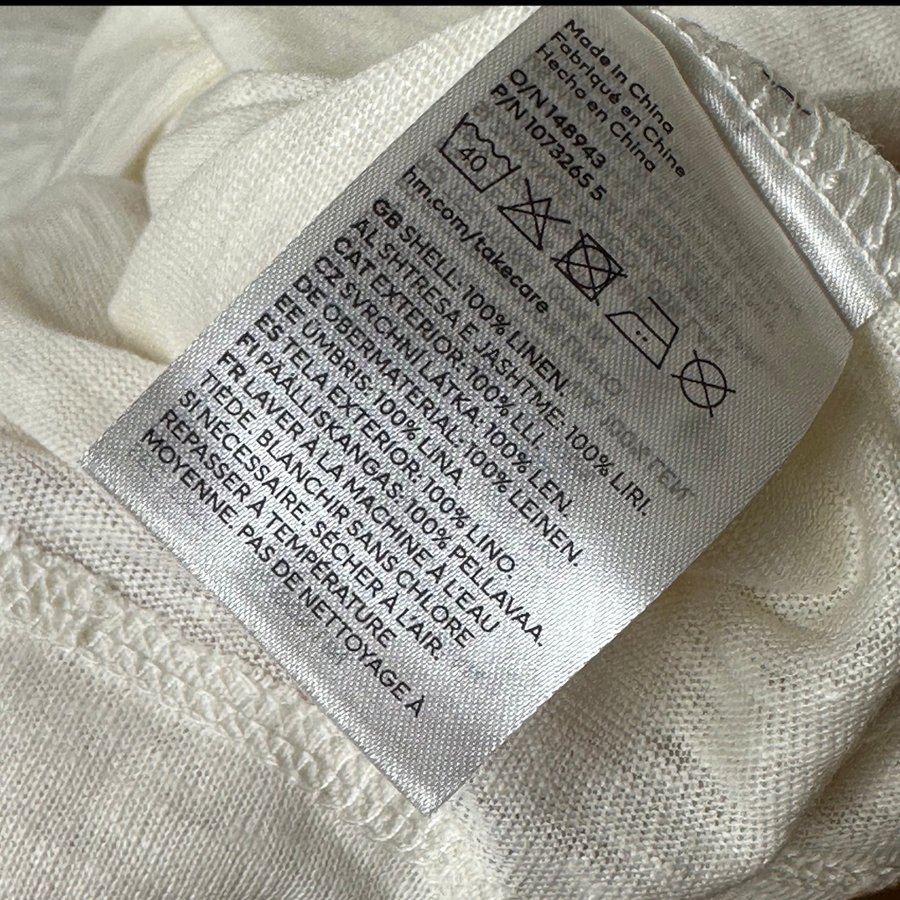 Made in China
Fabriqué en Chine
Hecho en China
O/N 148943
P/N 1073265 5
40
hm.com/takecare
GB SHELL: 100% LINEN.
AL SHTRESA E JASHTME: 100% LIRI.
CAT EXTERIOR: 100% LLI.
CZ SVRCHNÍ LÁTKA: 100% LEN
DE OBERMATERIAL: 100% LEINEN.
EE UMBRIS: 100% LINA.
ES TELA EXTERIOR: 100% LINO.
FI PÄÄLLISKANGAS: 100% PELLAVAA.
FR LAVER À LA MACHINE À L'EAU
TIÈDE. BLANCHIR SANS CHLORE
SI NÉCESSAIRE. SÉCHER À L'AIR.
REPASSER À TEMPÉRATURE
MOYENNE. PAS DE NETTOYAGE À